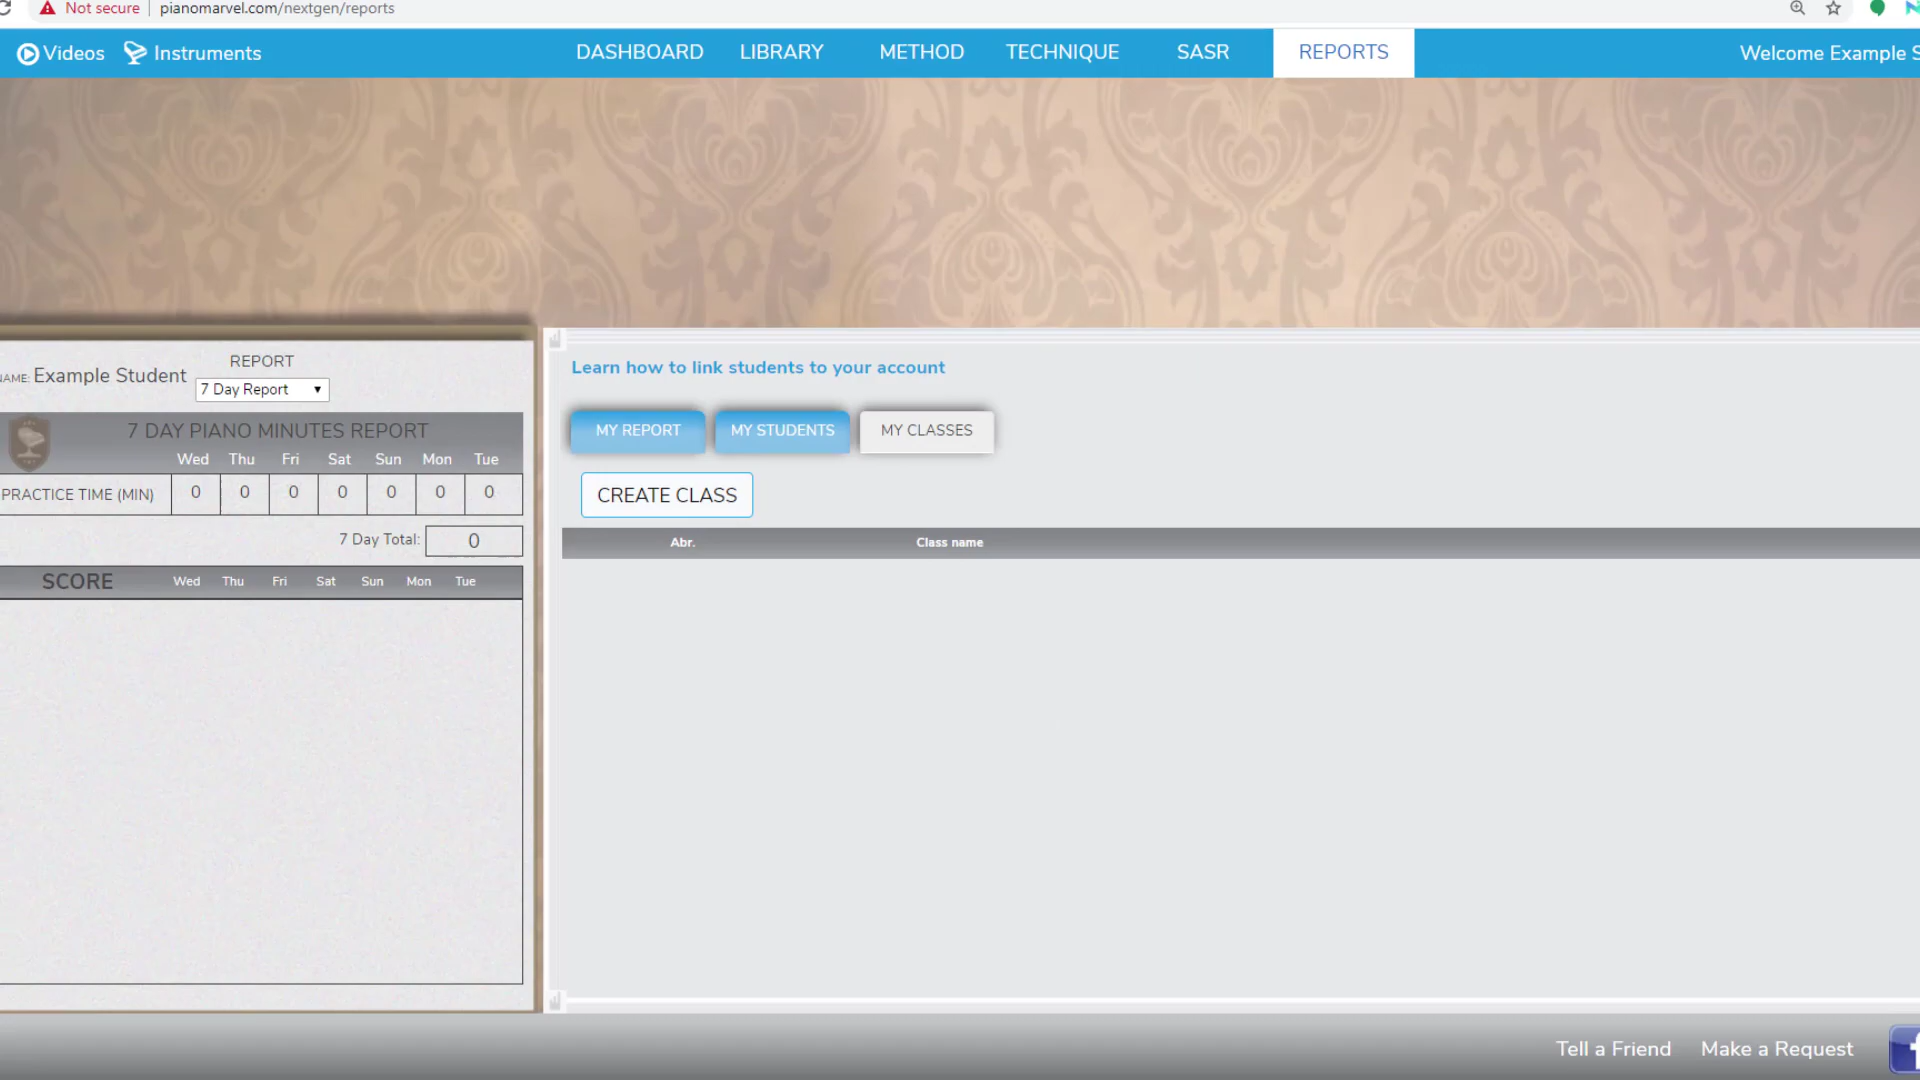 Not secure | pianomarvel.com/nextgen/reports
Videos Instruments DASHBOARD LIBRARY METHOD TECHNIQUE SASR REPORTS Welcome Example S
Learn how to link students to your account
NAME: Example Student
REPORT
7 Day Report
MY REPORT MY STUDENTS MY CLASSES
7 DAY PIANO MINUTES REPORT
Wed Thu Fri Sat Sun Mon Tue
PRACTICE TIME (MIN) 0 0 0 0 0 0 0
7 Day Total: 0
CREATE CLASS
Abr. Class name
SCORE Wed Thu Fri Sat Sun Mon Tue
Tell a Friend Make a Request